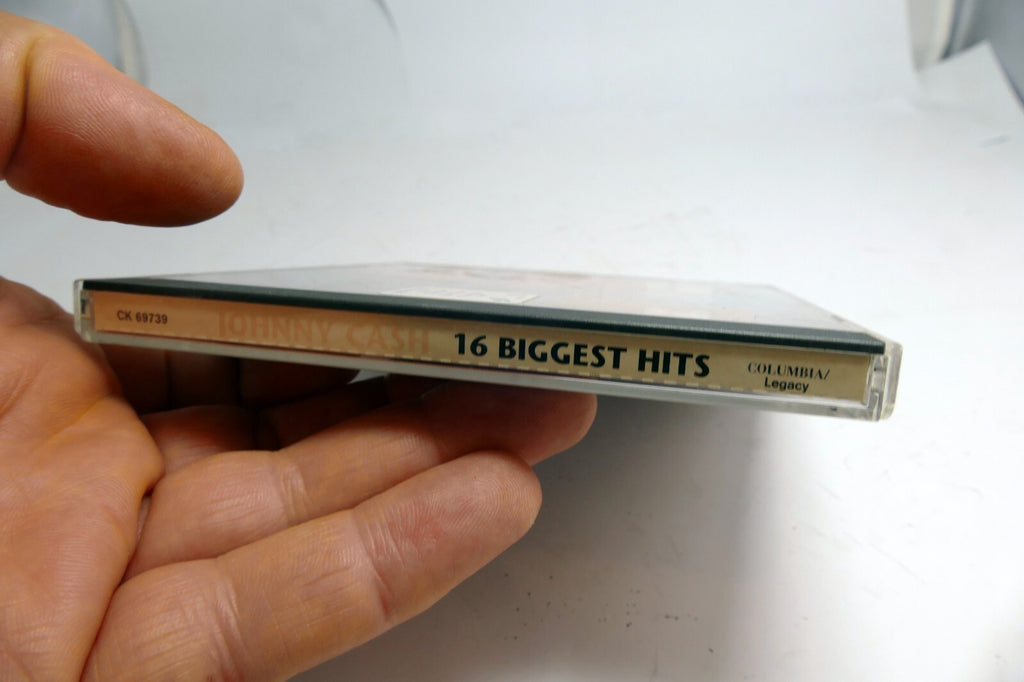 CK 69739 JOHNNY CASH 16 BIGGEST HITS COLUMBIA/
Legacy